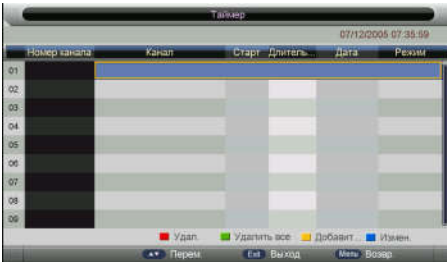 Таймер
07/12/2005 07:35:59
Номер канала Канал Старт Длитель... Дата Режим
01
02
03
04
05
06
07
08
09
Удал. Удалить все Добавит... Измен.
▲▼ Перем. Exit Выход Menu Возвр.